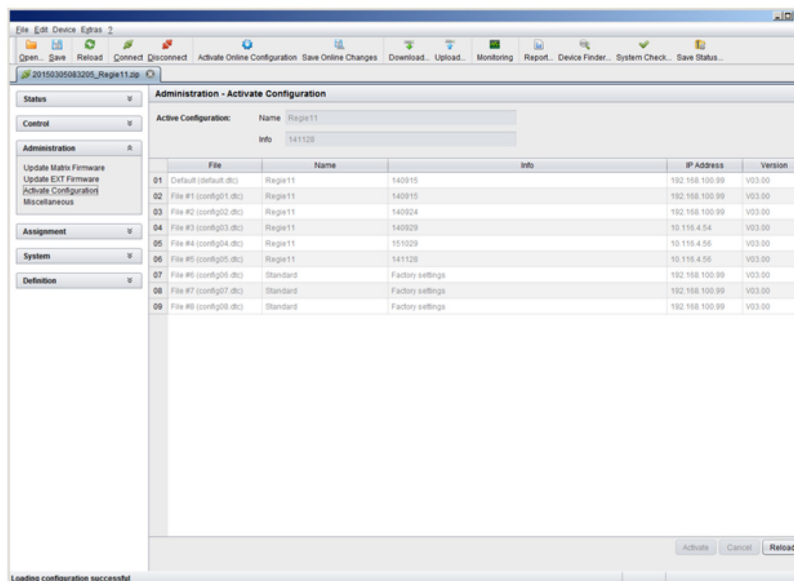 File Edit Device Extras ?
Open... Save Reload Connect Disconnect Activate Online Configuration Save Online Changes Download... Upload... Monitoring Report... Device Finder... System Check... Save Status...
20150305083205_Regie11.zip
Status
Control
Administration
Update Matrix Firmware
Update EXT Firmware
Activate Configuration
Miscellaneous
Assignment
System
Definition
Administration - Activate Configuration
Active Configuration: Name Regie11
Info 141128
File Name Info IP Address Version
01 Default (default.dtc) Regie11 140915 192.168.100.99 V03.00
02 File #1 (config01.dtc) Regie11 140915 192.168.100.99 V03.00
03 File #2 (config02.dtc) Regie11 140924 192.168.100.99 V03.00
04 File #3 (config03.dtc) Regie11 140929 10.116.4.54 V03.00
05 File #4 (config04.dtc) Regie11 151029 10.116.4.56 V03.00
06 File #5 (config05.dtc) Regie11 141128 10.116.4.56 V03.00
07 File #6 (config06.dtc) Standard Factory settings 192.168.100.99 V03.00
08 File #7 (config07.dtc) Standard Factory settings 192.168.100.99 V03.00
09 File #8 (config08.dtc) Standard Factory settings 192.168.100.99 V03.00
Activate Cancel Reload
Loading configuration successful